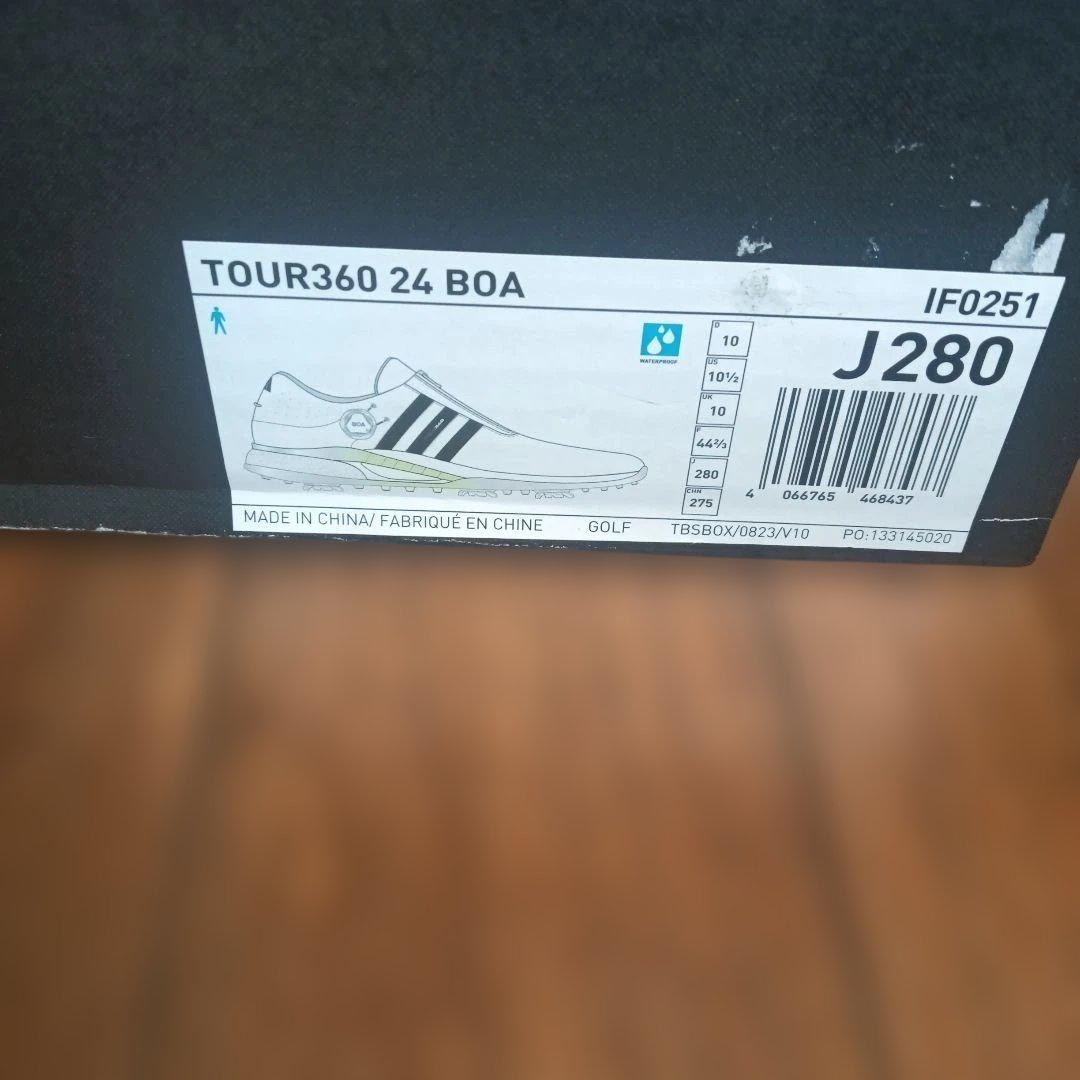 TOUR360 24 BOA
IF0251
WATERPROOF
J280
D 10
US 10½
UK 10
F 44⅔
J 280
CHN 275
BOA
4 066765 468437
MADE IN CHINA/ FABRIQUÉ EN CHINE GOLF TBSBOX/0823/V10 PO:133145020